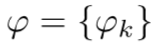 φ = {φ_k}